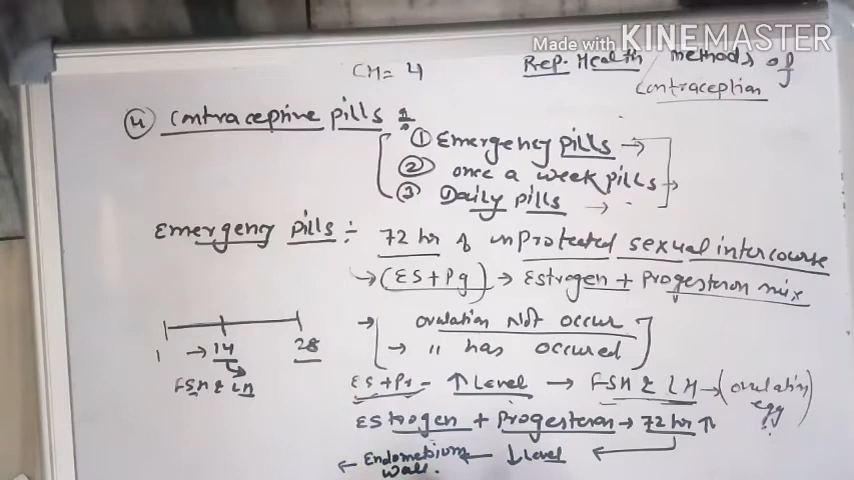 Made with KINEMASTER
CH = 4
Rep. Health / methods of
contraception
④ Contraceptive pills :-
① Emergency pills →
② once a week pills →
③ Daily pills →
Emergency pills :- 72 hr of unprotected sexual intercourse
→ (ES + Pg) → Estrogen + Progesteron mix
1 → 14 28
FSH & LH
→ ovulation Not occur
→ " has occured
ES + Pr - ↑ Level → FSH & LH → (ovulation
egg)
EStrogen + Progesteron → 72 hr ↑
← Endometrium ← ↓ Level ←
wall.